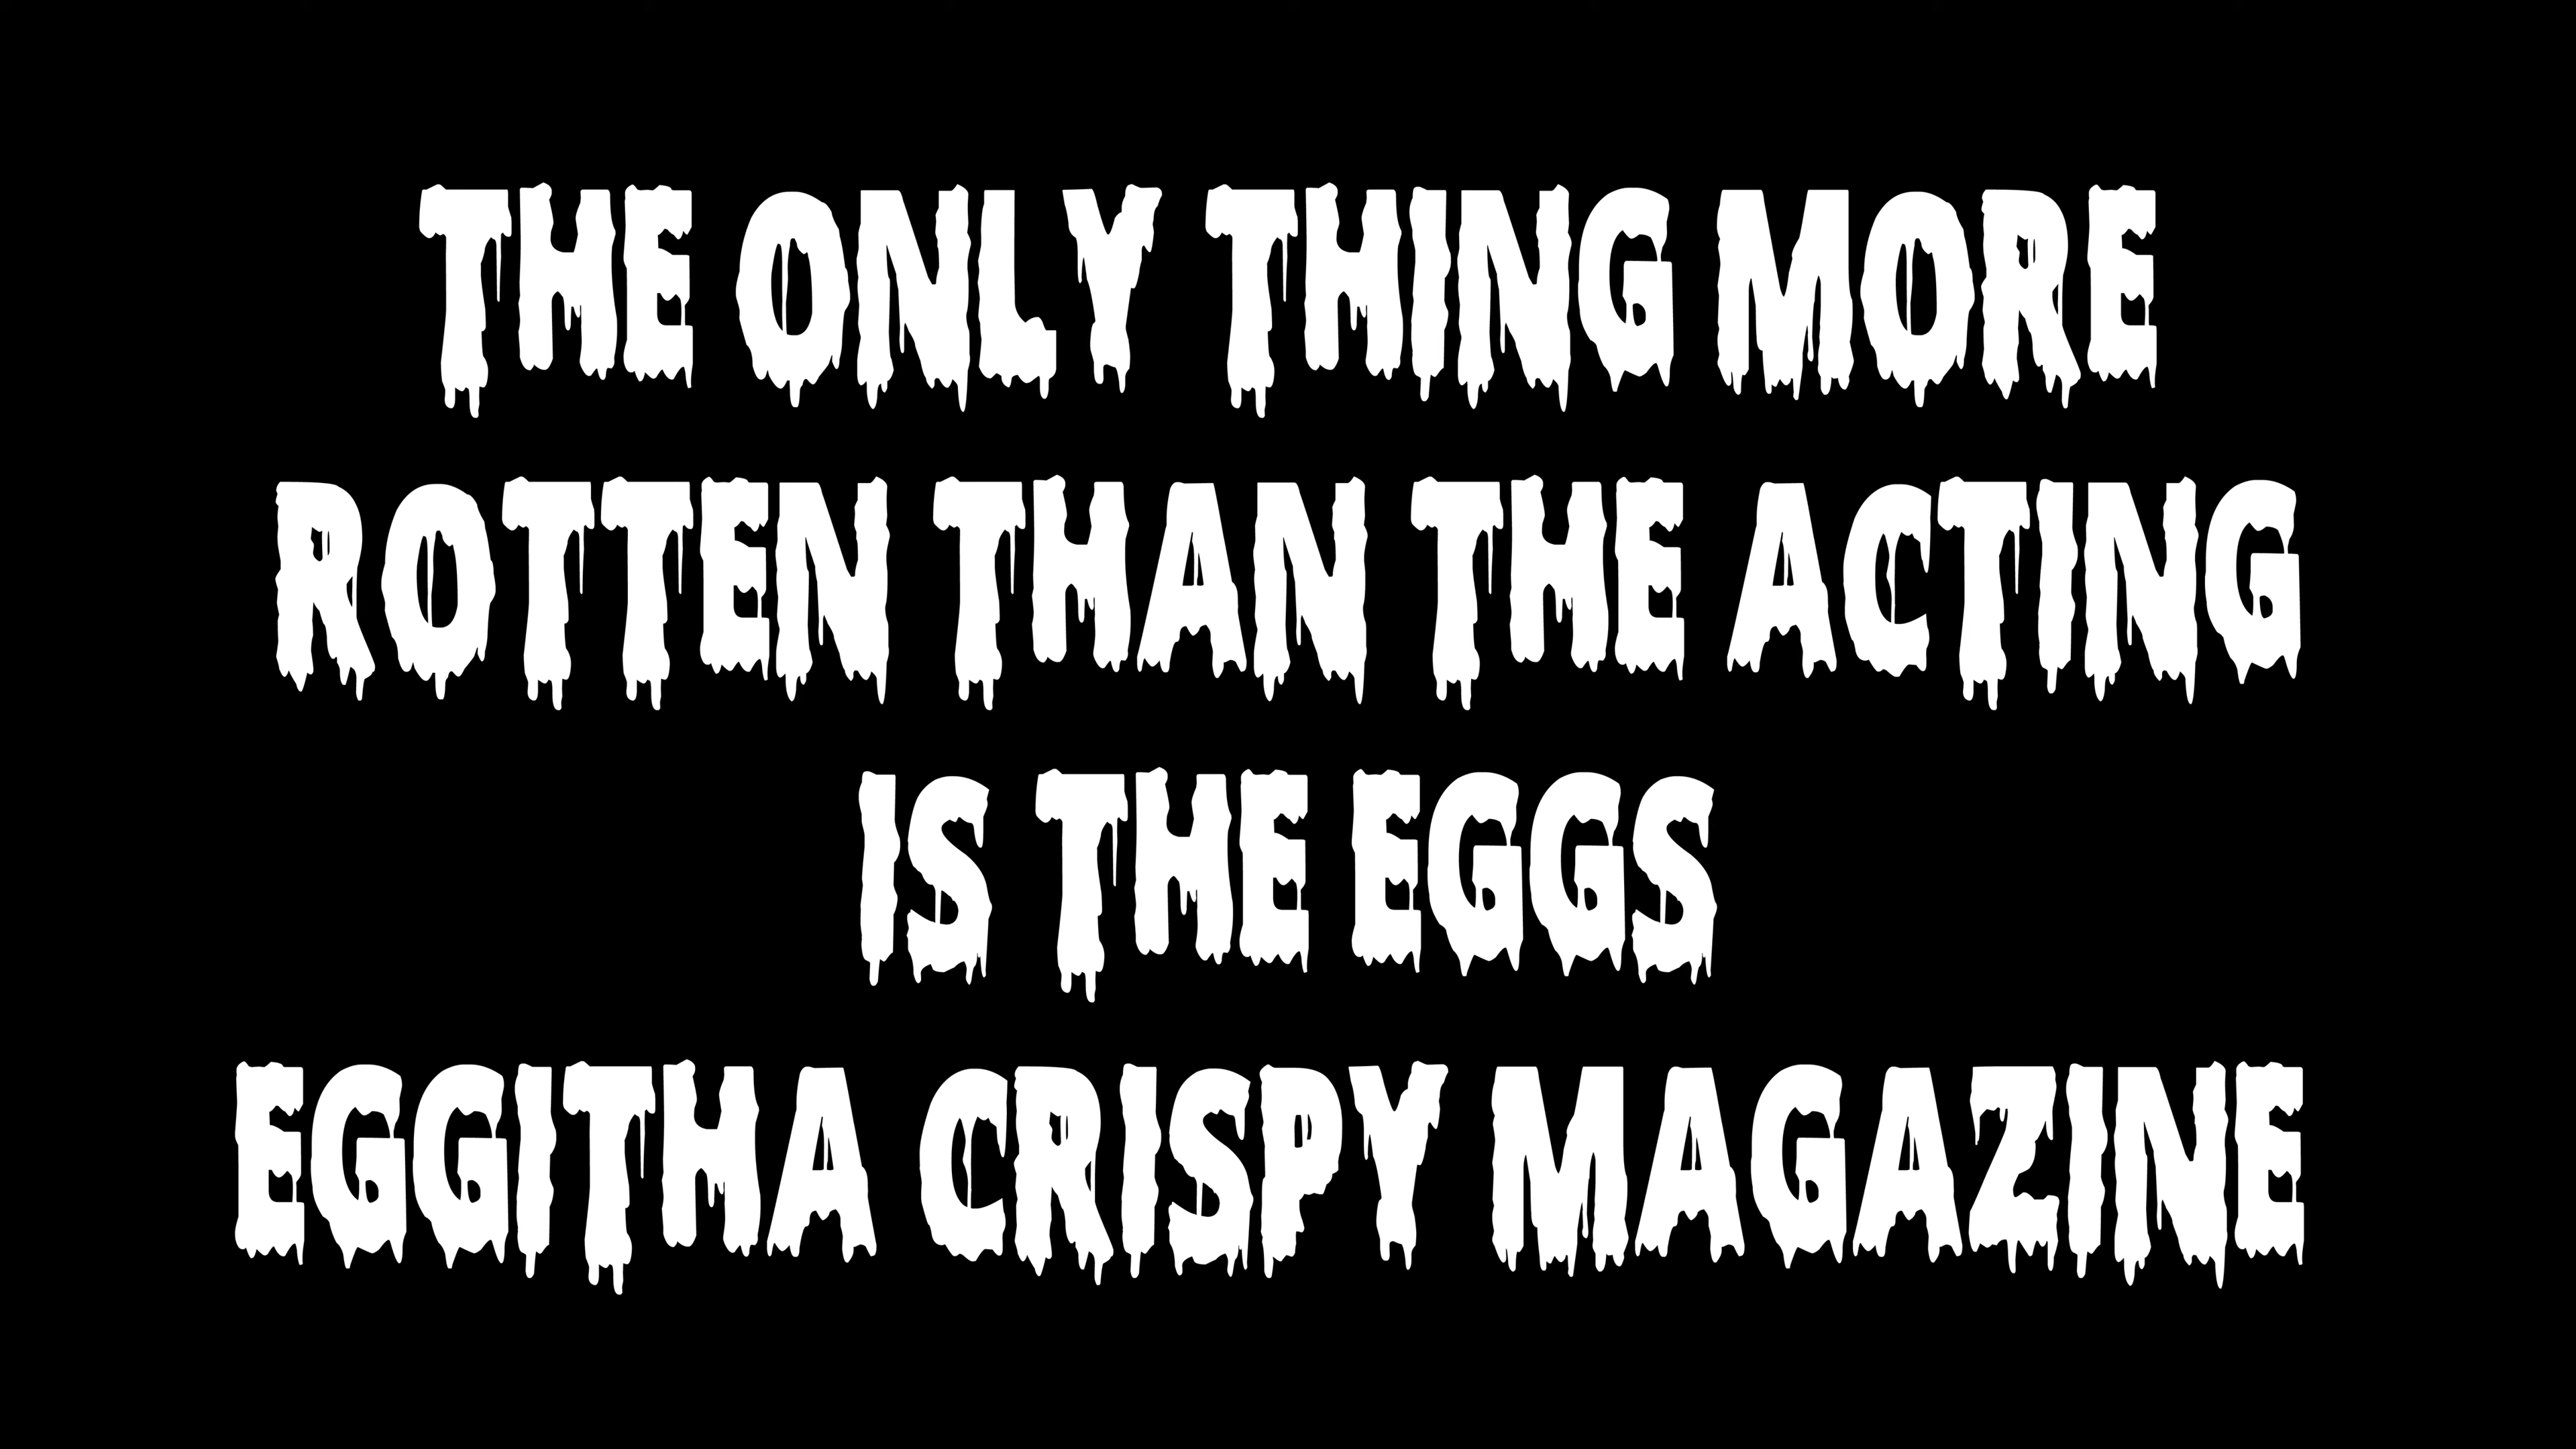 THE ONLY THING MORE
ROTTEN THAN THE ACTING
IS THE EGGS
EGGITHA CRISPY MAGAZINE